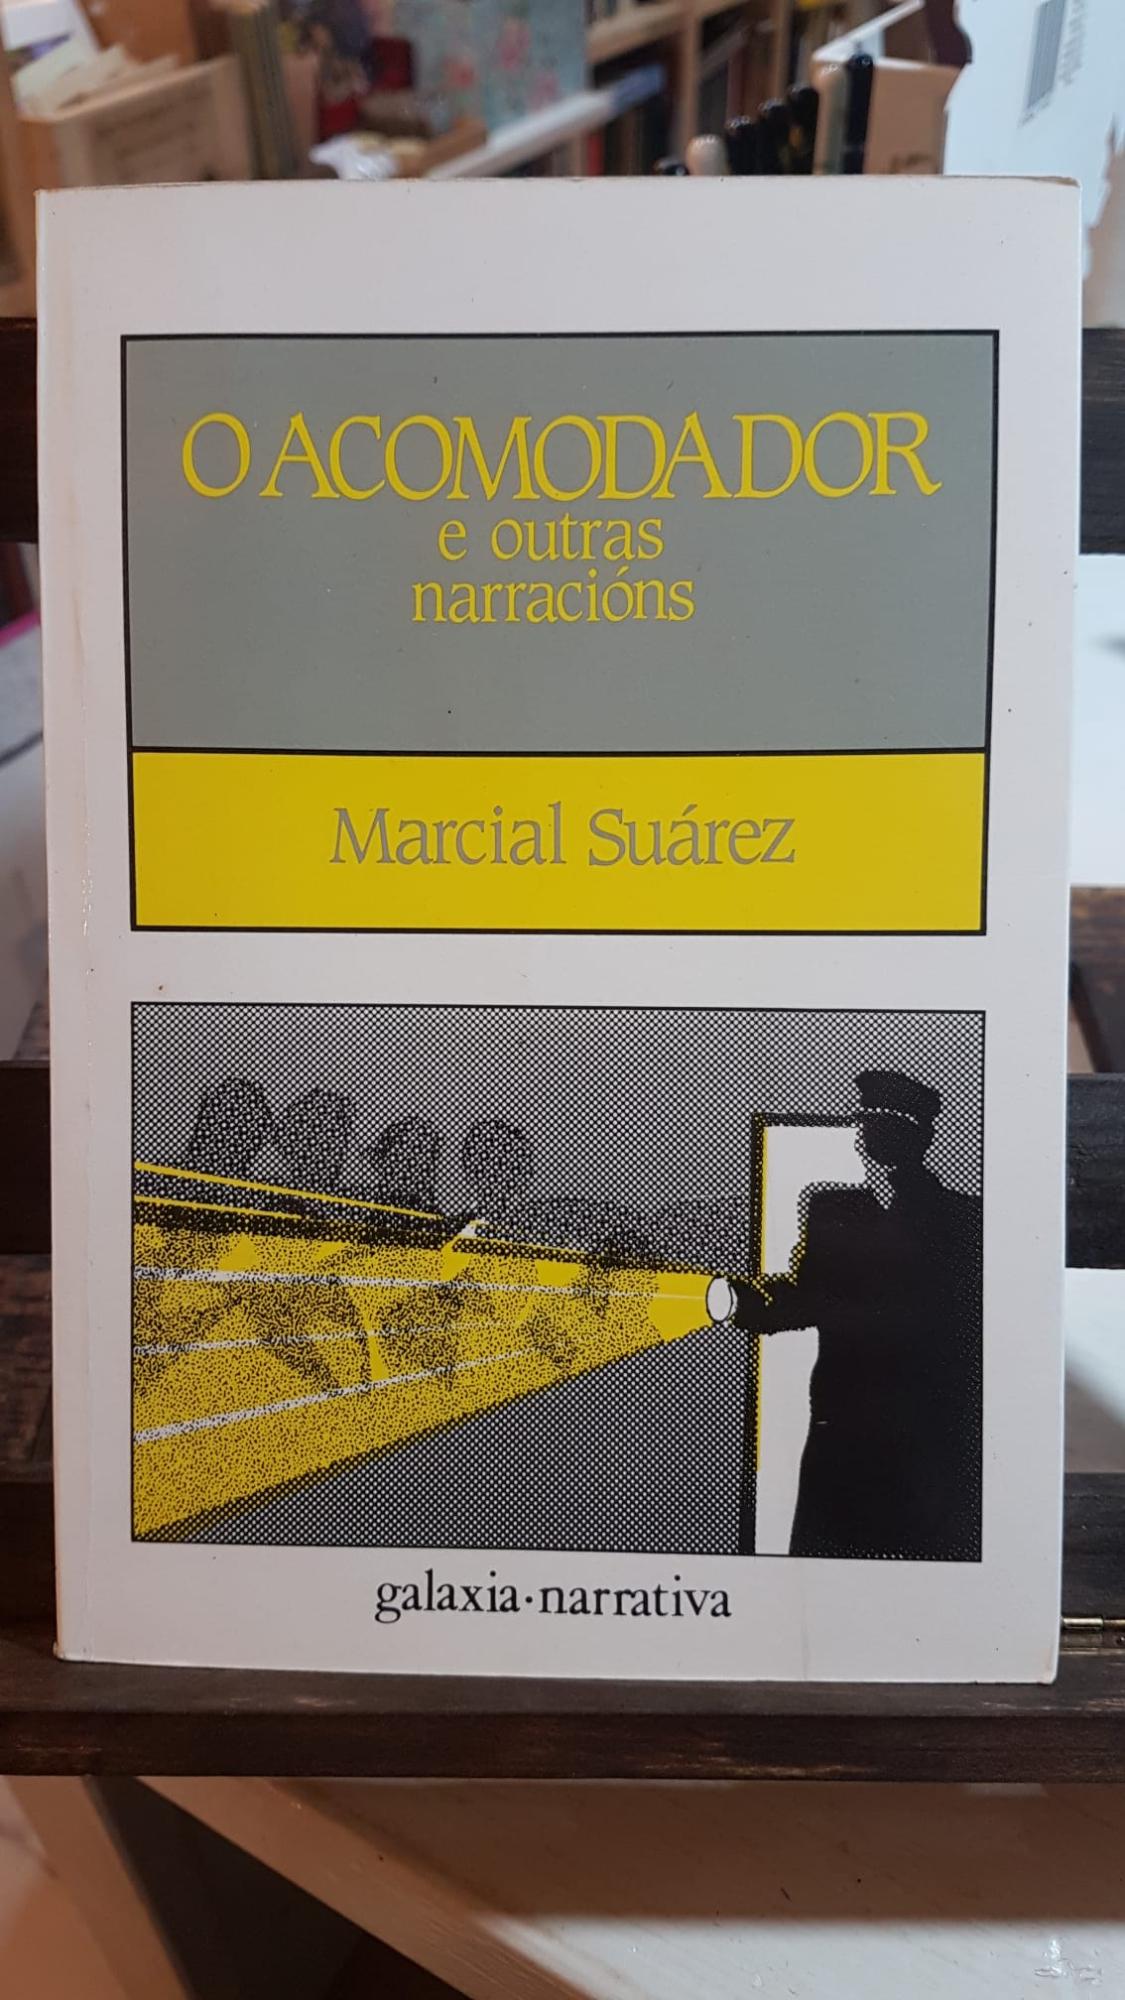 O ACOMODADOR
e outras
narracións
Marcial Suárez
galaxia·narrativa